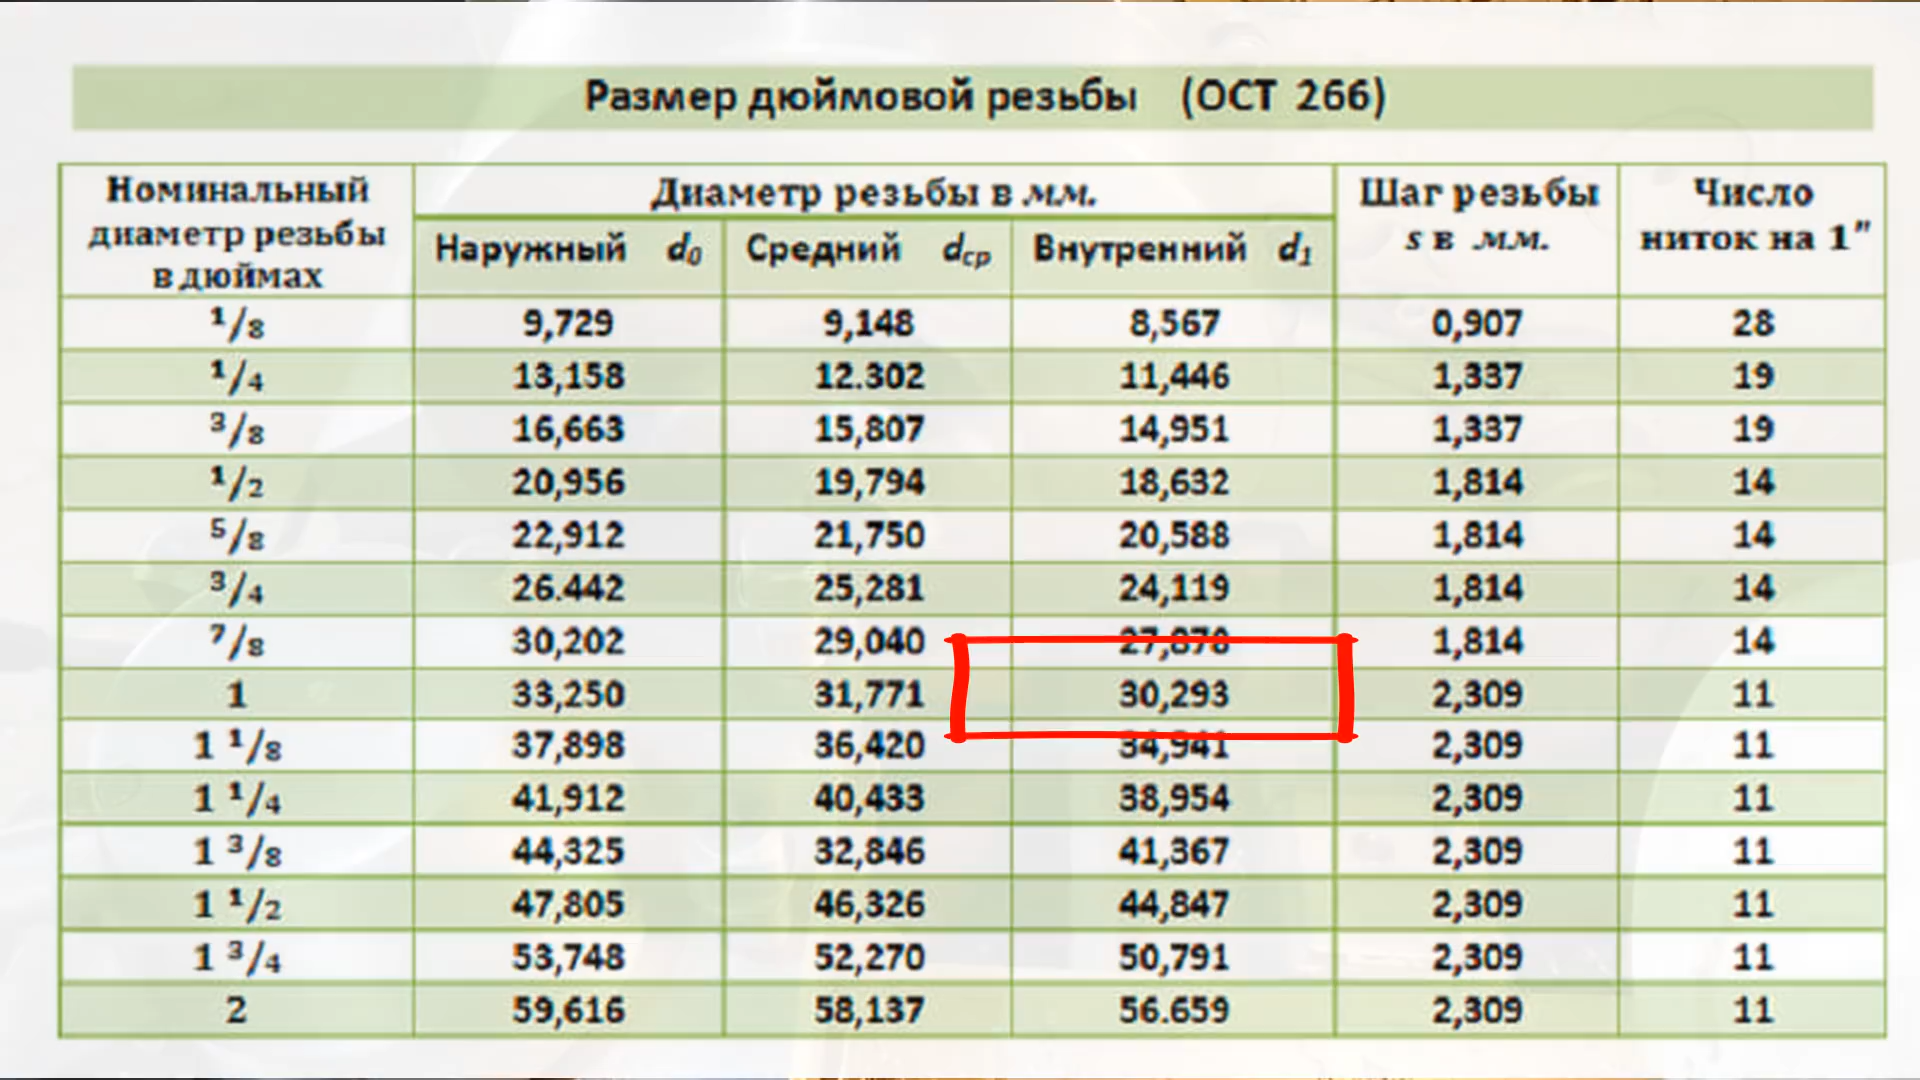 Размер дюймовой резьбы (ОСТ 266)
Номинальный диаметр резьбы в дюймах Диаметр резьбы в мм. Шаг резьбы s в мм. Число ниток на 1"
Наружный d₀ Средний dср Внутренний d₁
1/8 9,729 9,148 8,567 0,907 28
1/4 13,158 12.302 11,446 1,337 19
3/8 16,663 15,807 14,951 1,337 19
1/2 20,956 19,794 18,632 1,814 14
5/8 22,912 21,750 20,588 1,814 14
3/4 26.442 25,281 24,119 1,814 14
7/8 30,202 29,040 27,878 1,814 14
1 33,250 31,771 30,293 2,309 11
1 1/8 37,898 36,420 34,941 2,309 11
1 1/4 41,912 40,433 38,954 2,309 11
1 3/8 44,325 32,846 41,367 2,309 11
1 1/2 47,805 46,326 44,847 2,309 11
1 3/4 53,748 52,270 50,791 2,309 11
2 59,616 58,137 56.659 2,309 11